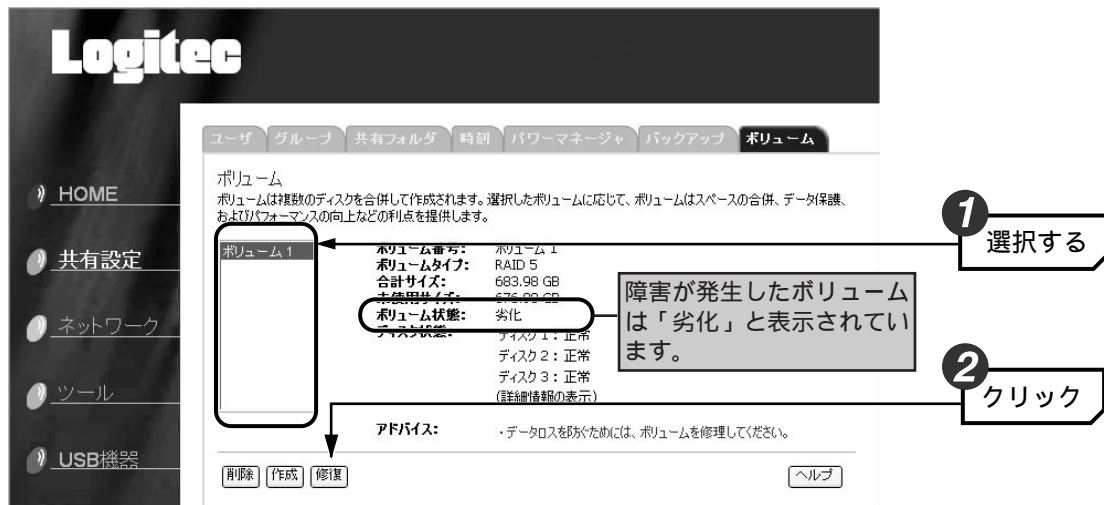 Logitec
ユーザ グループ 共有フォルダ 時刻 パワーマネージャ バックアップ ボリューム
HOME
共有設定
ネットワーク
ツール
USB機器
ボリューム
ボリュームは複数のディスクを合併して作成されます。選択したボリュームに応じて、ボリュームはスペースの合併、データ保護、
およびパフォーマンスの向上などの利点を提供します。
ボリューム 1
ボリューム番号: ボリューム 1
ボリュームタイプ: RAID 5
合計サイズ: 683.98 GB
未使用サイズ: 676.98 GB
ボリューム状態: 劣化
ディスク状態: ディスク 1：正常
ディスク 2：正常
ディスク 3：正常
(詳細情報の表示)
アドバイス: ・データロスを防ぐためには、ボリュームを修理してください。
削除 作成 修復 ヘルプ
1
選択する
障害が発生したボリューム
は「劣化」と表示されてい
ます。
2
クリック